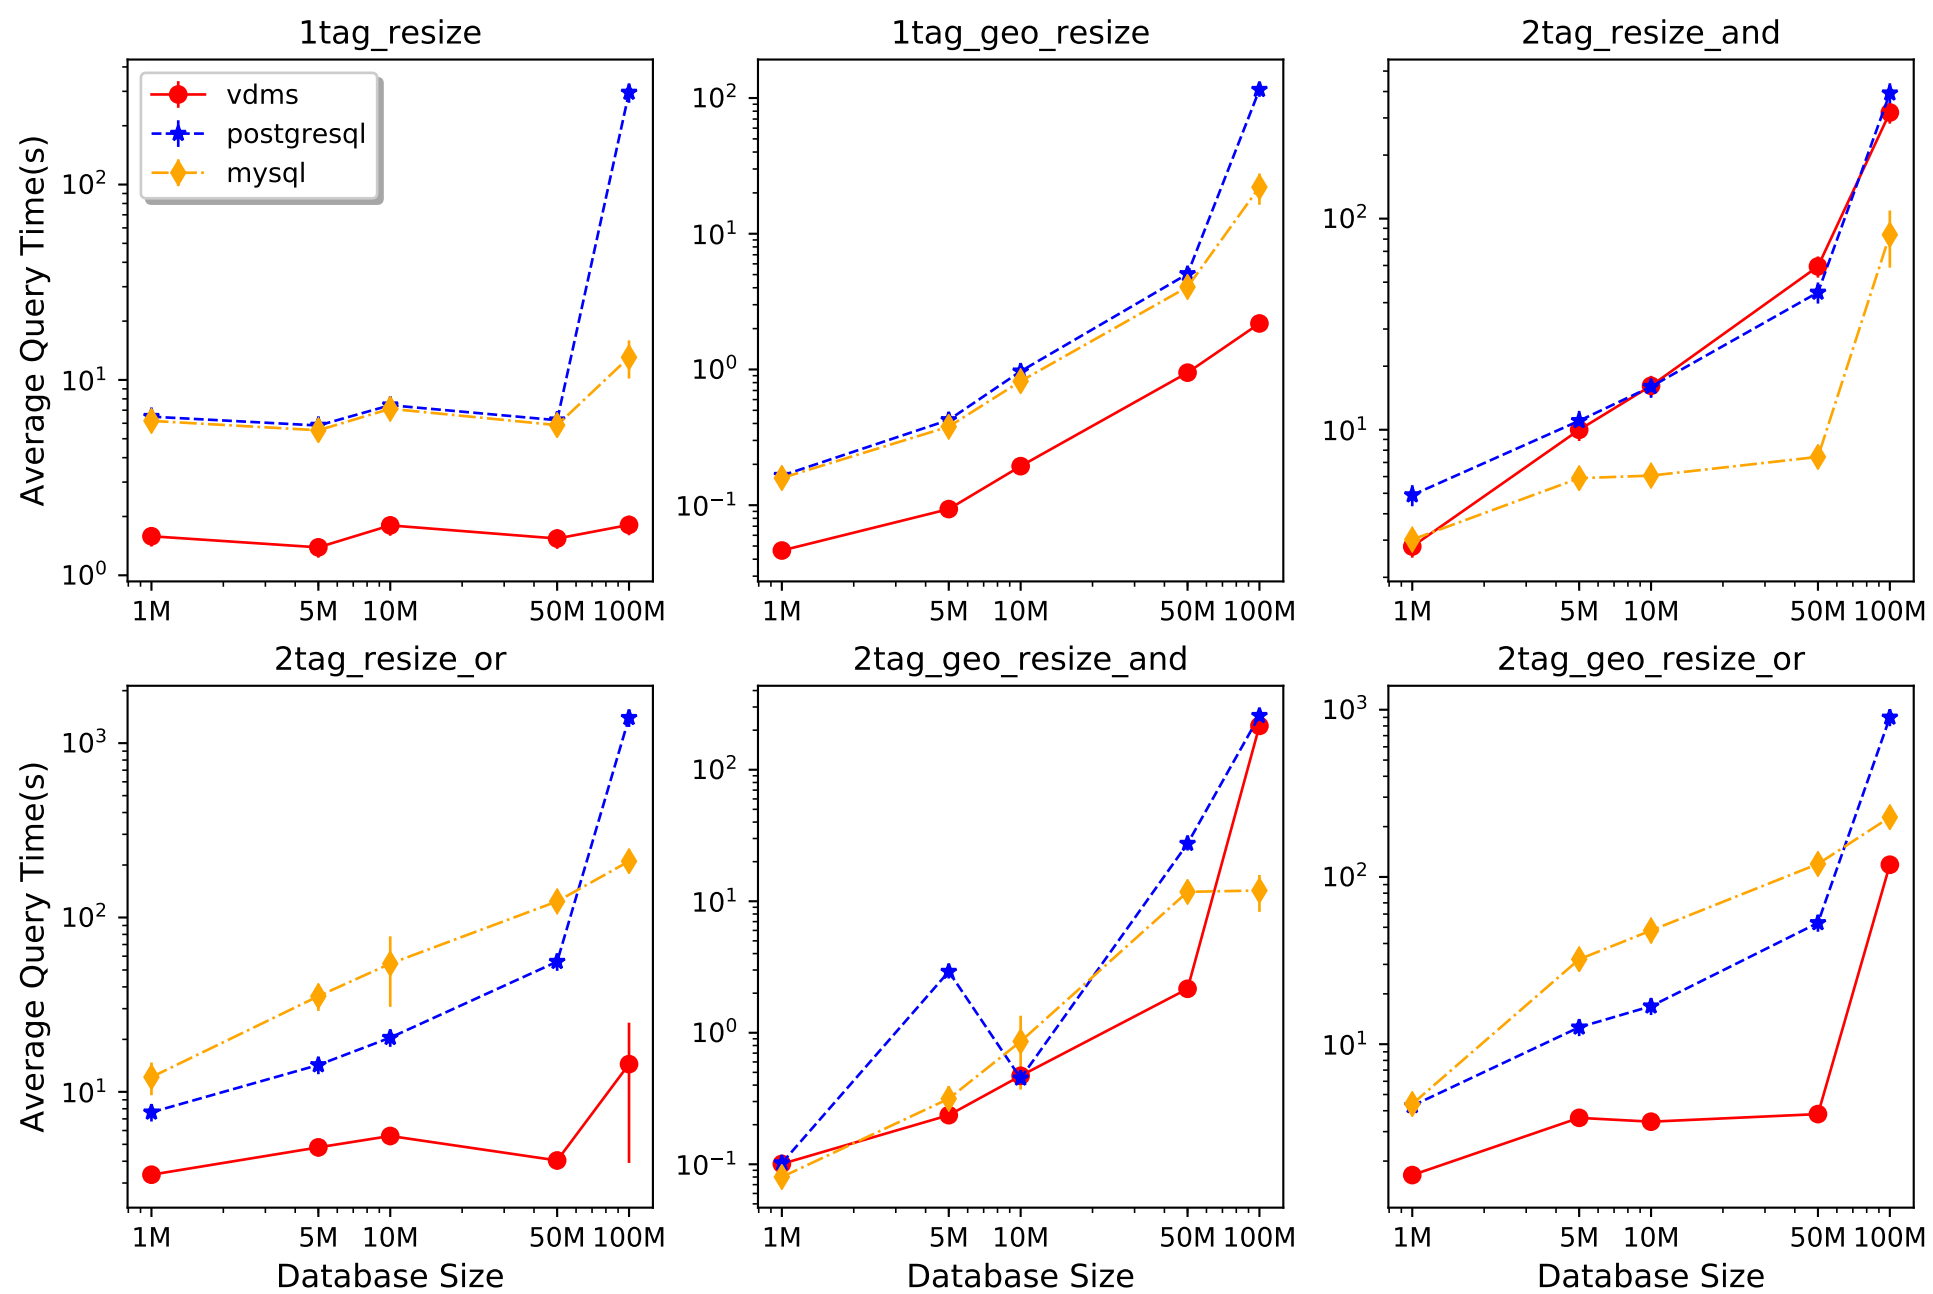 1tag_resize
1tag_geo_resize
2tag_resize_and
vdms
postgresql
mysql
Average Query Time(s)
10²
10¹
10⁰
1M 5M 10M 50M 100M
10²
10¹
10⁰
10⁻¹
1M 5M 10M 50M 100M
10²
10¹
1M 5M 10M 50M 100M
2tag_resize_or
2tag_geo_resize_and
2tag_geo_resize_or
Average Query Time(s)
10³
10²
10¹
1M 5M 10M 50M 100M
Database Size
10²
10¹
10⁰
10⁻¹
1M 5M 10M 50M 100M
Database Size
10³
10²
10¹
1M 5M 10M 50M 100M
Database Size